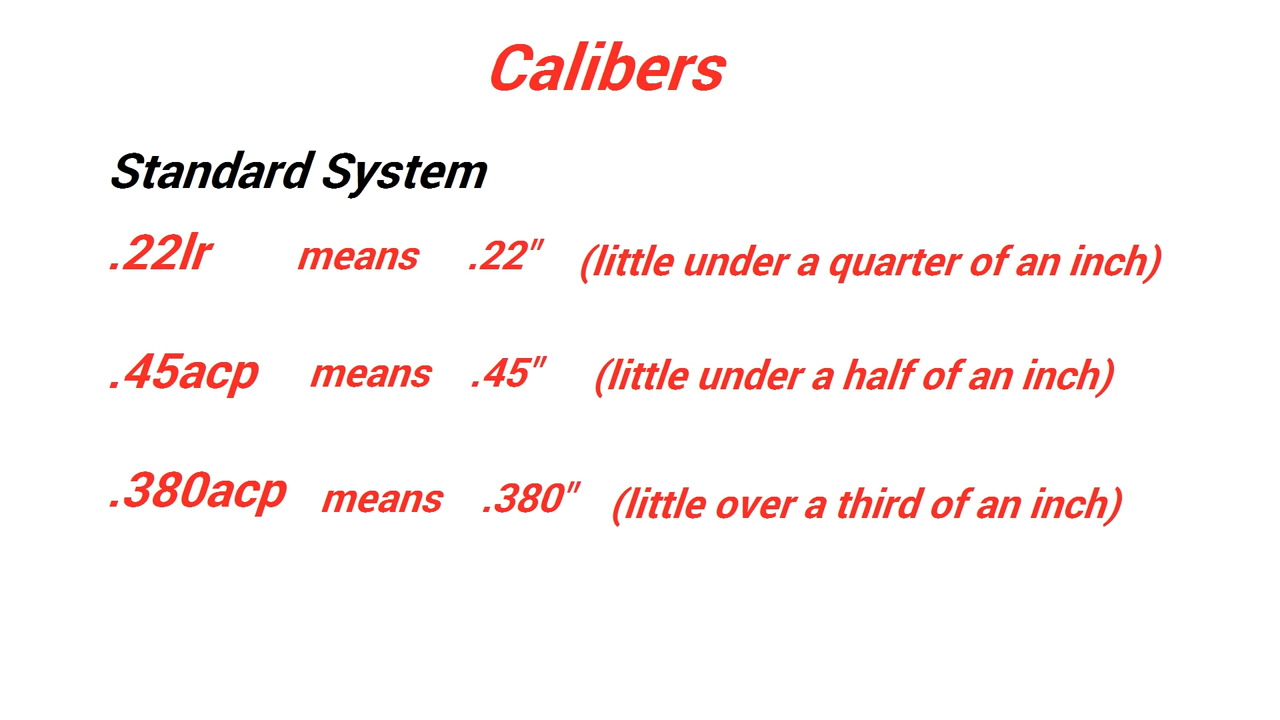 Calibers
Standard System
.22lr means .22" (little under a quarter of an inch)
.45acp means .45" (little under a half of an inch)
.380acp means .380" (little over a third of an inch)